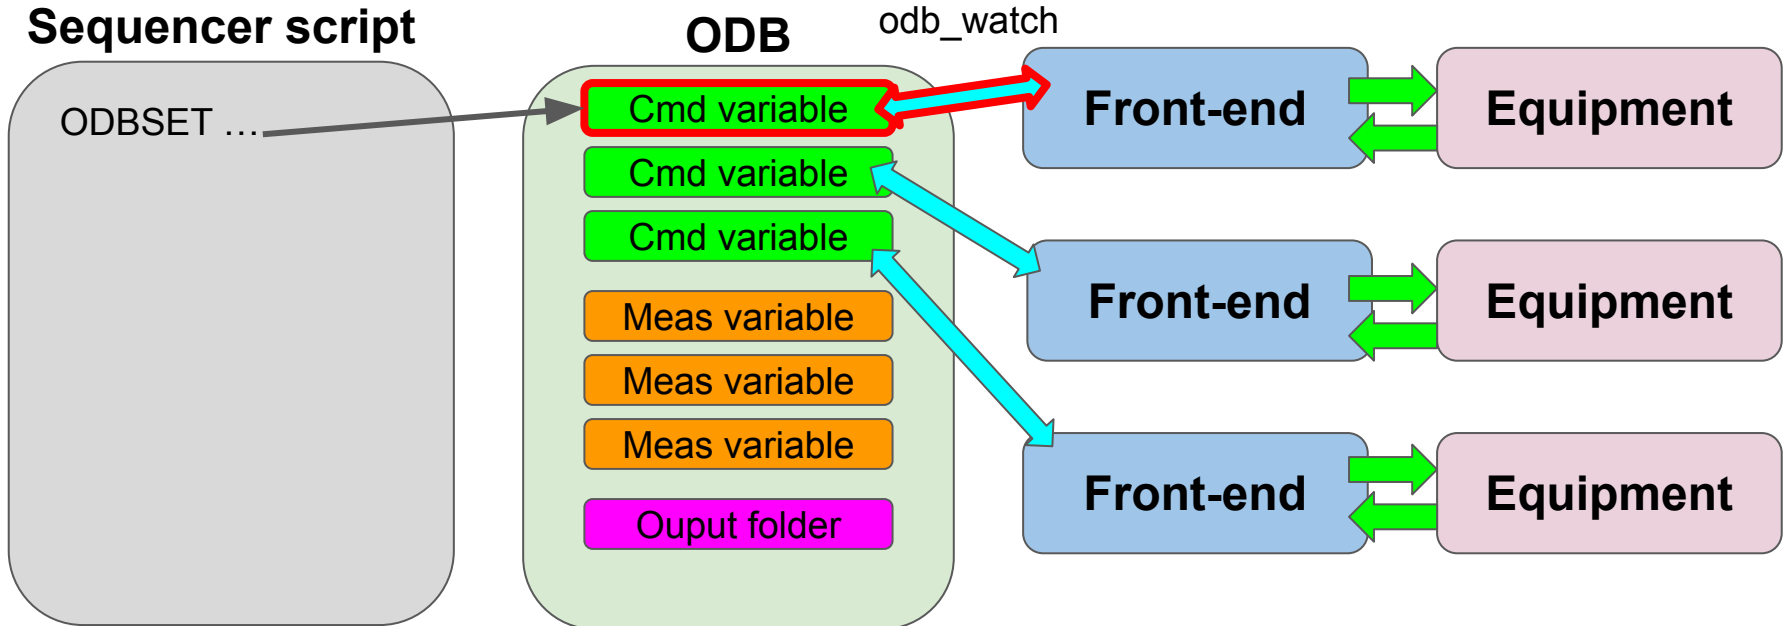 Sequencer script
ODB
odb_watch
ODBSET ...
Cmd variable
Cmd variable
Cmd variable
Meas variable
Meas variable
Meas variable
Ouput folder
Front-end
Equipment
Front-end
Equipment
Front-end
Equipment